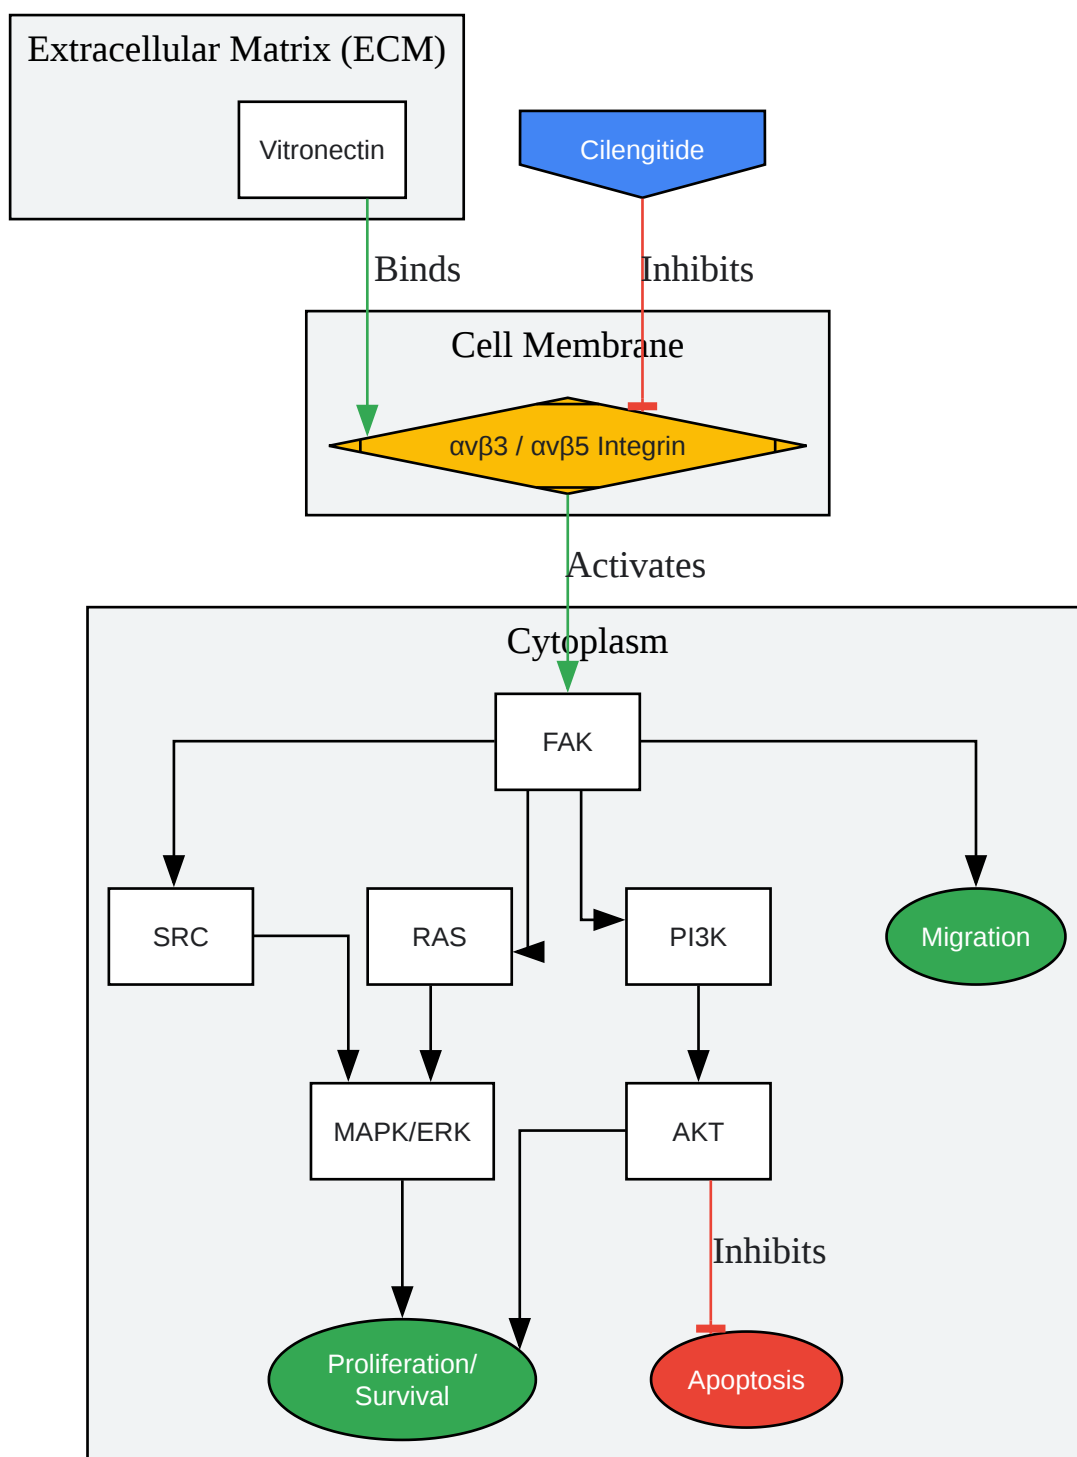 Extracellular Matrix (ECM)
Vitronectin
Cilengitide
Binds
Inhibits
Cell Membrane
αvβ3 / αvβ5 Integrin
Activates
Cytoplasm
FAK
SRC
RAS
PI3K
Migration
MAPK/ERK
AKT
Inhibits
Proliferation/
Survival
Apoptosis